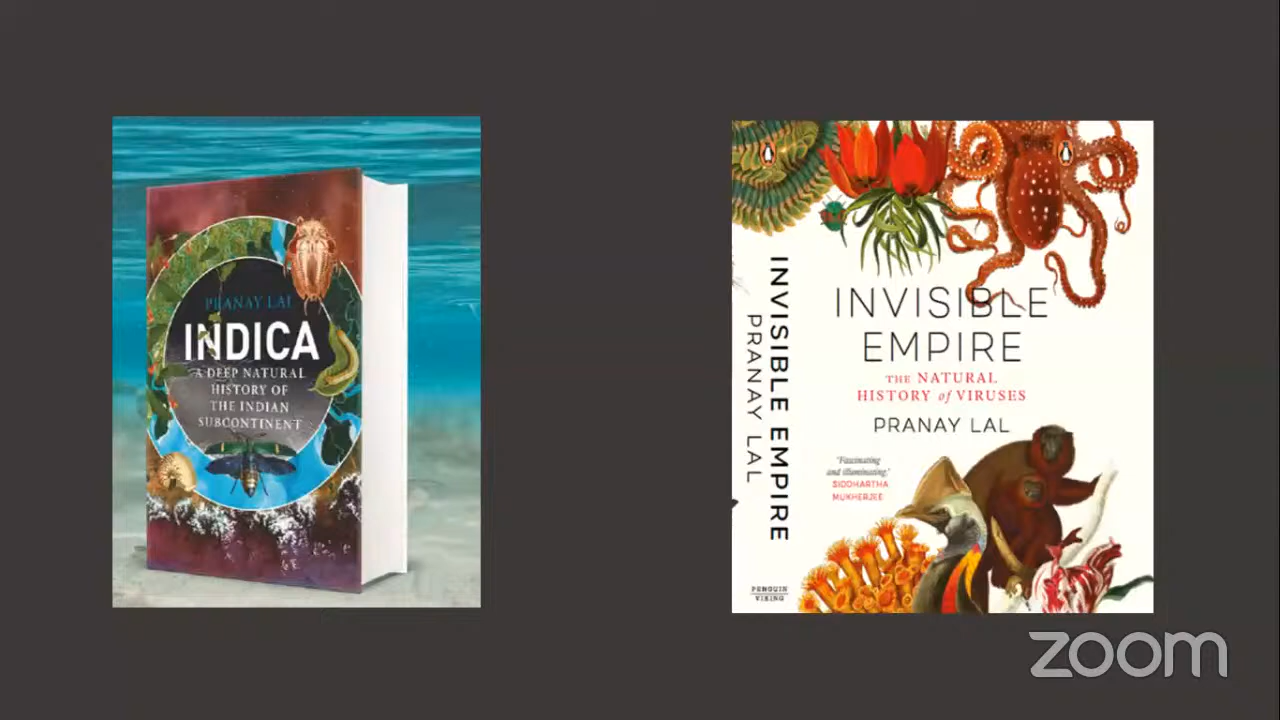 PRANAY LAL
INDICA
A DEEP NATURAL
HISTORY OF
THE INDIAN
SUBCONTINENT
INVISIBLE EMPIRE
PRANAY LAL
PENGUIN
VIKING
INVISIBLE
EMPIRE
THE NATURAL
HISTORY of VIRUSES
PRANAY LAL
'Fascinating
and illuminating.'
SIDDHARTHA
MUKHERJEE
zoom